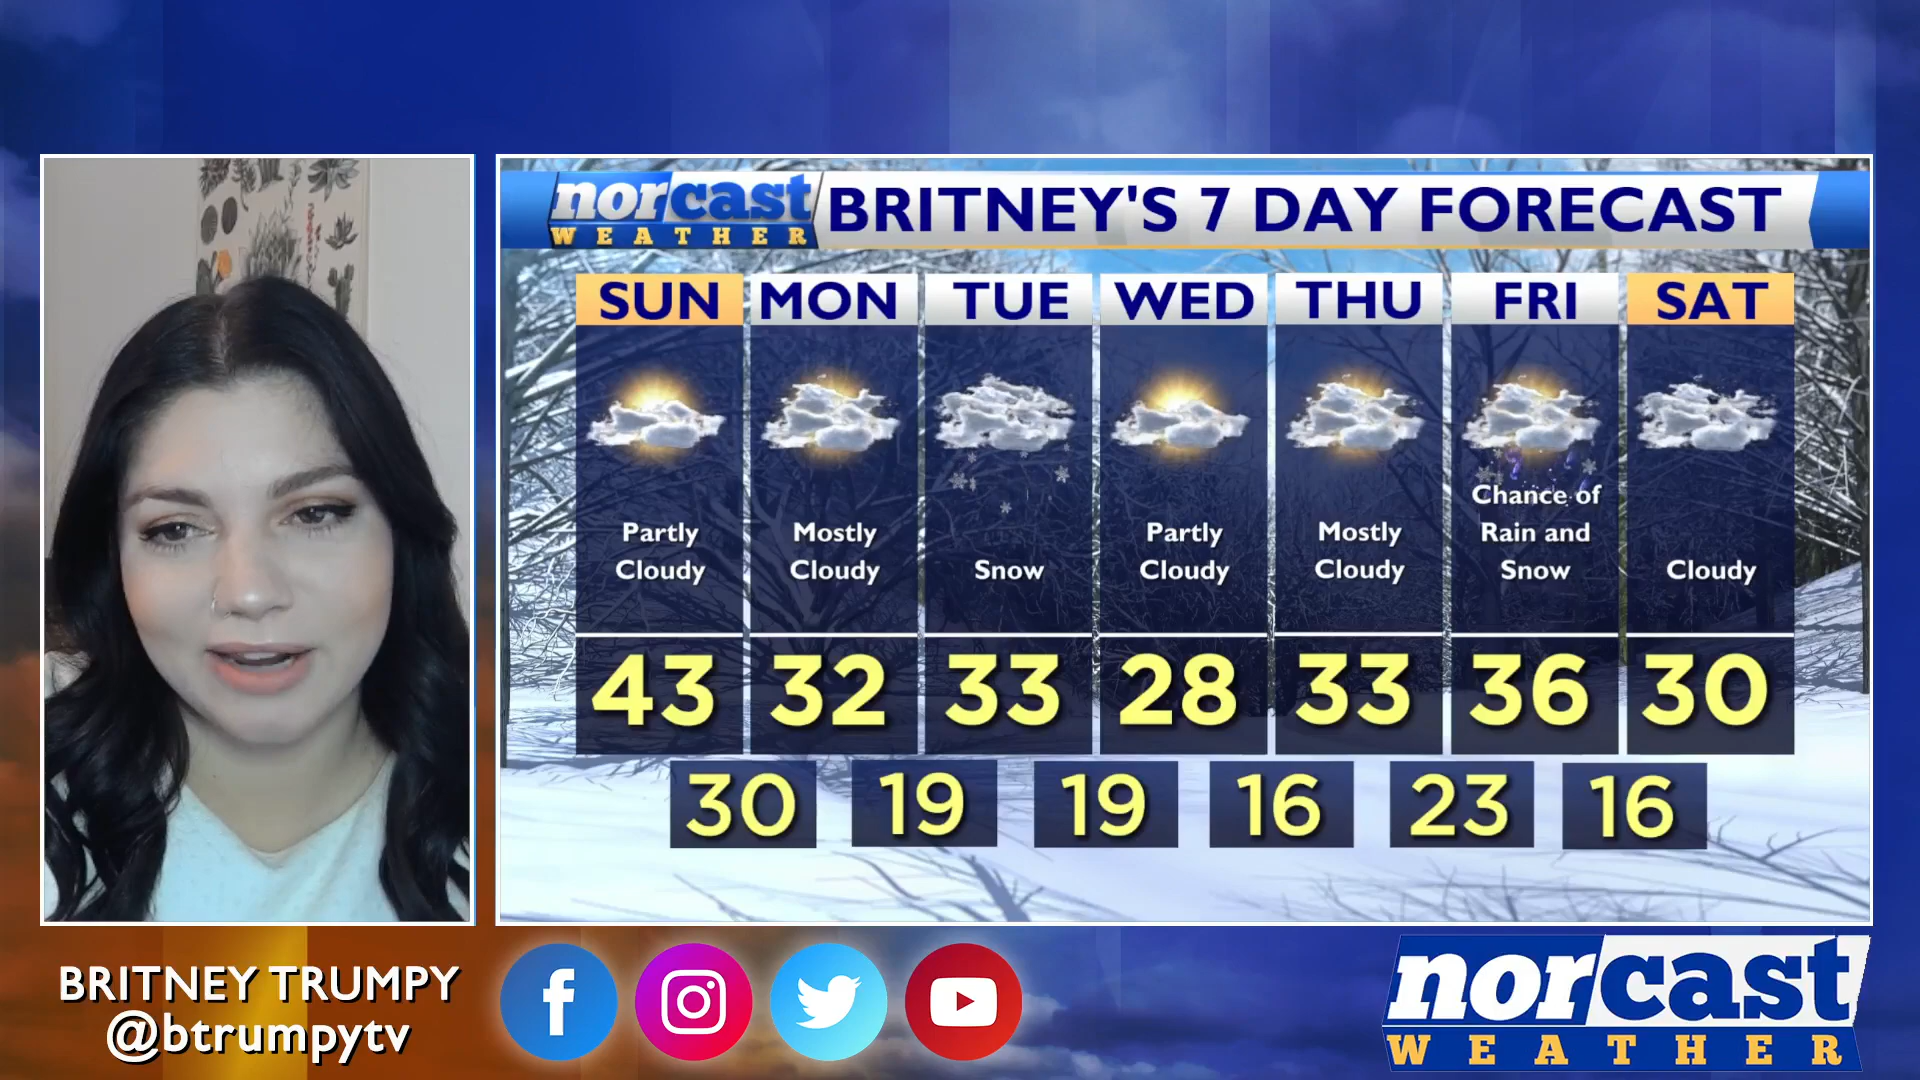 norcast
WEATHER
BRITNEY'S 7 DAY FORECAST
SUN MON TUE WED THU FRI SAT
Partly
Cloudy
Mostly
Cloudy
Snow
Partly
Cloudy
Mostly
Cloudy
Chance of
Rain and
Snow
Cloudy
43 32 33 28 33 36 30
30 19 19 16 23 16
BRITNEY TRUMPY
@btrumpytv
f
norcast
WEATHER